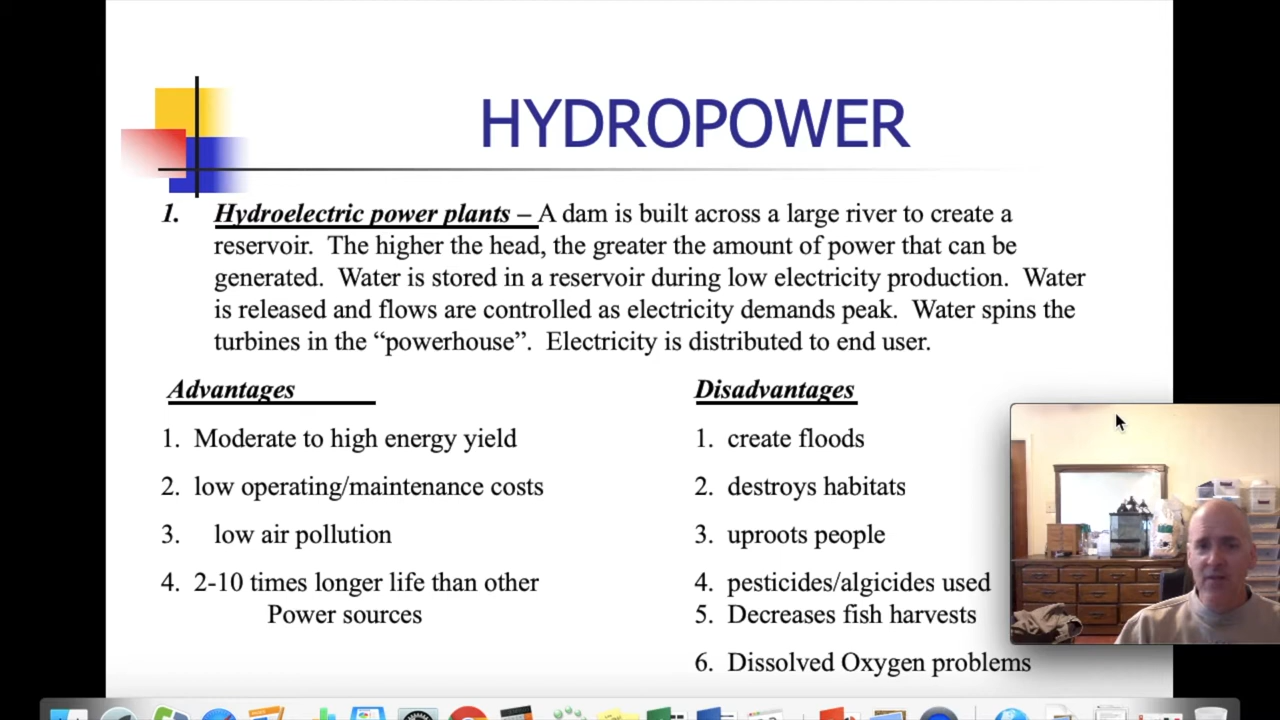 HYDROPOWER
1. Hydroelectric power plants – A dam is built across a large river to create a
reservoir. The higher the head, the greater the amount of power that can be
generated. Water is stored in a reservoir during low electricity production. Water
is released and flows are controlled as electricity demands peak. Water spins the
turbines in the “powerhouse”. Electricity is distributed to end user.
Advantages
1. Moderate to high energy yield
2. low operating/maintenance costs
3. low air pollution
4. 2-10 times longer life than other
Power sources
Disadvantages
1. create floods
2. destroys habitats
3. uproots people
4. pesticides/algicides used
5. Decreases fish harvests
6. Dissolved Oxygen problems